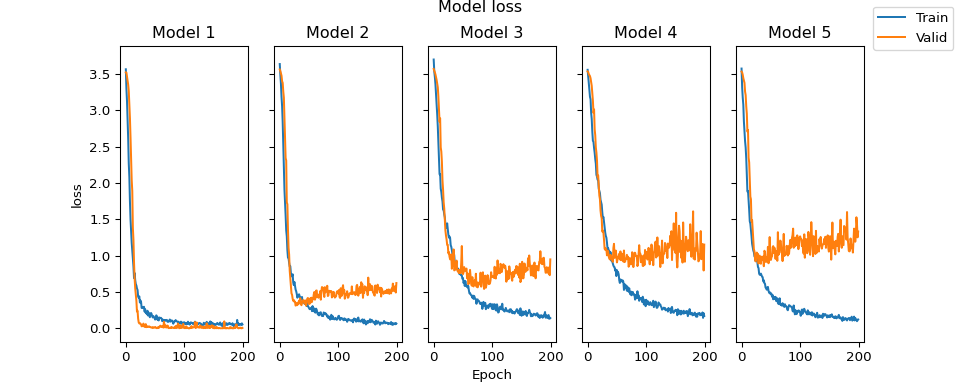 Model loss
Train
Valid
Model 1
Model 2
Model 3
Model 4
Model 5
loss
3.5
3.0
2.5
2.0
1.5
1.0
0.5
0.0
0 100 200
0 100 200
0 100 200
0 100 200
0 100 200
Epoch